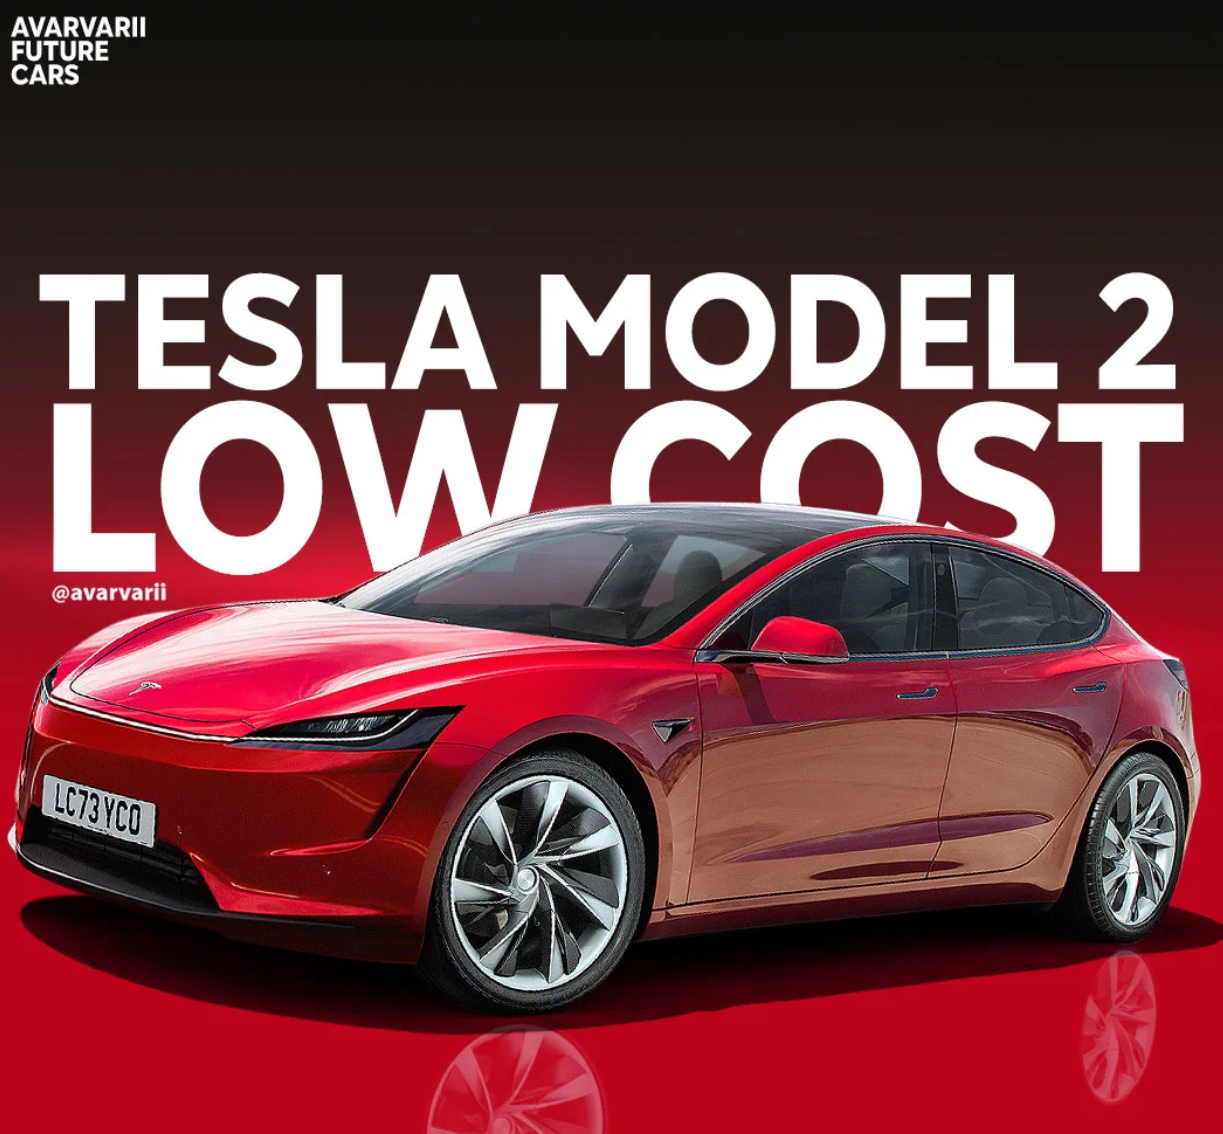 AVARVARII
FUTURE
CARS
TESLA MODEL 2
LOW COST
@avarvarii
LC73 YCO